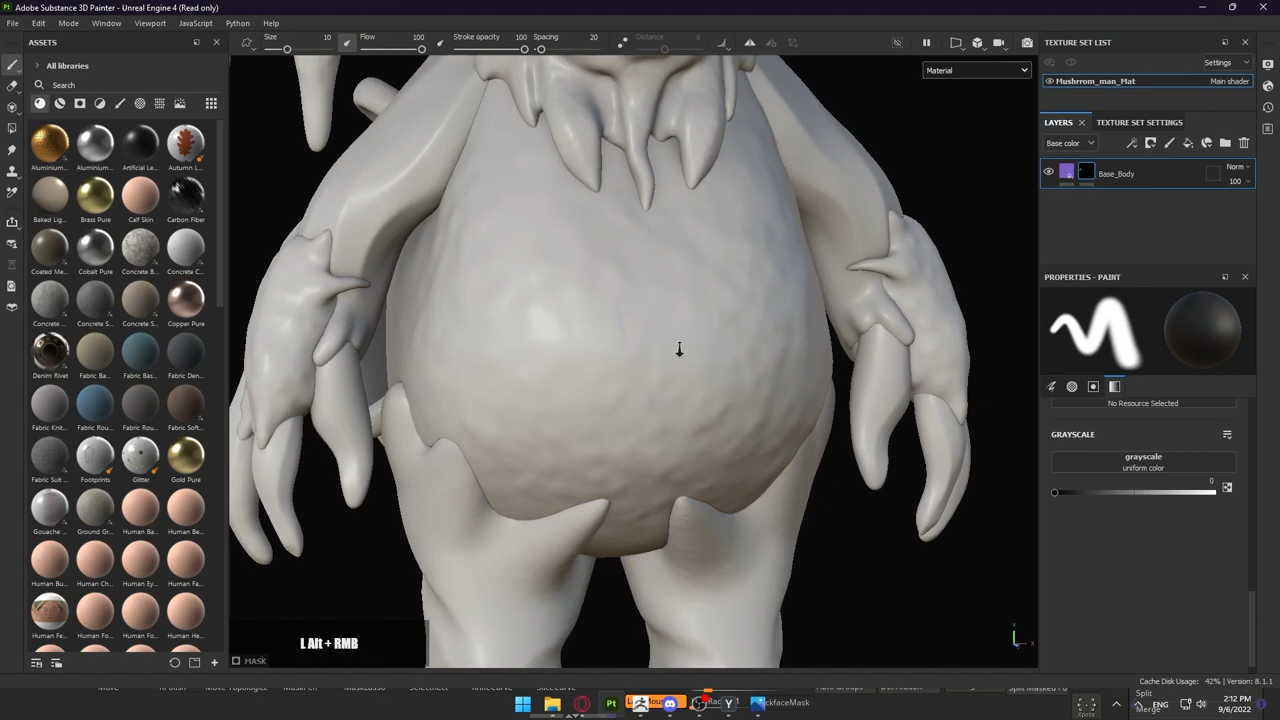 Adobe Substance 3D Painter - Unreal Engine 4 (Read only)
File Edit Mode Window Viewport JavaScript Python Help
ASSETS
Size 10 Flow 100 Stroke opacity 100 Spacing 20 Distance 8
All libraries
Search
Material
Aluminium... Aluminium... Artificial Le... Autumn L...
Baked Lig... Brass Pure Calf Skin Carbon Fiber
Coated Me... Cobalt Pure Concrete B... Concrete C...
Concrete ... Concrete S... Concrete S... Copper Pure
Denim Rivet Fabric Ba... Fabric Bas... Fabric Den...
Fabric Knit... Fabric Rou... Fabric Rou... Fabric Soft...
Fabric Suit ... Footprints Glitter Gold Pure
Gouache ... Ground Gr... Human Ba... Human Be...
Human Bu... Human Ch... Human Ey... Human Fa...
Human Fe... Human Fo... Human Fo... Human He...
TEXTURE SET LIST
Settings
Mushrrom_man_Mat Main shader
LAYERS TEXTURE SET SETTINGS
Base color
Base_Body Norm
100
PROPERTIES - PAINT
No Resource Selected
GRAYSCALE
grayscale
uniform color
0
L Alt + RMB
MASK
Y
X
Cache Disk Usage: 42% | Version: 8.1.1
ckfaceMask
Split
Merge
Xpose
ENG
2:12 PM
9/6/2022